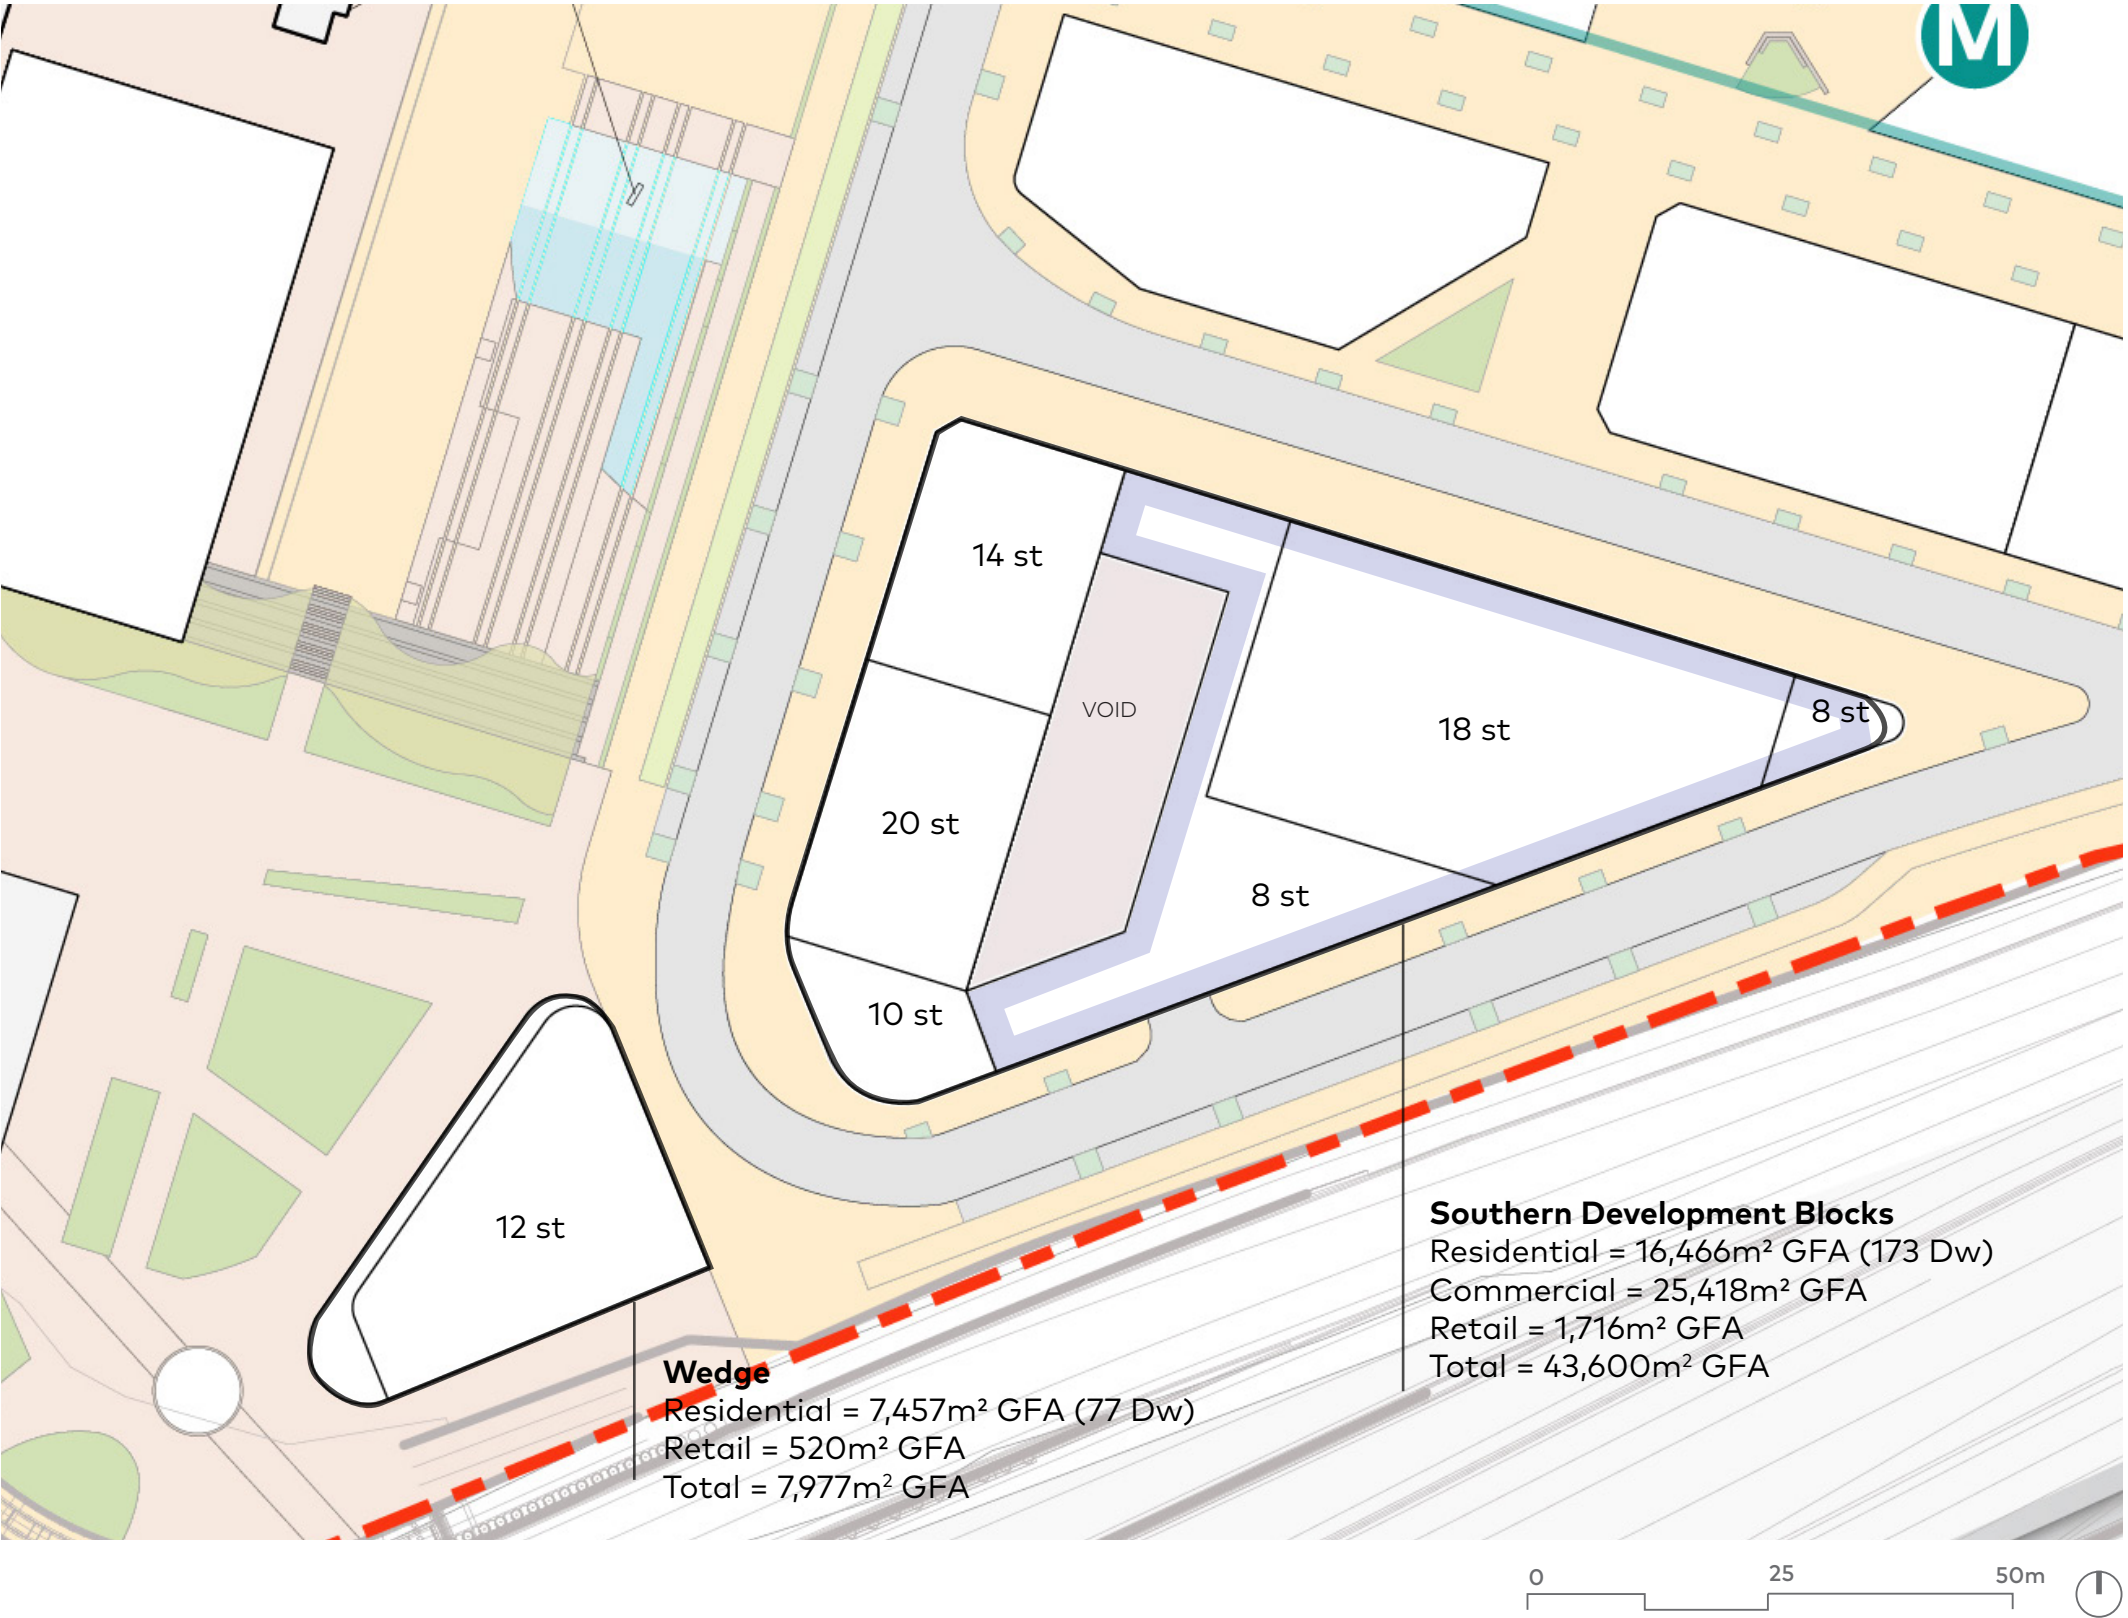 M
14 st
VOID
8 st
18 st
20 st
8 st
10 st
12 st
Southern Development Blocks
Residential = 16,466m² GFA (173 Dw)
Commercial = 25,418m² GFA
Retail = 1,716m² GFA
Total = 43,600m² GFA
Wedge
Residential = 7,457m² GFA (77 Dw)
Retail = 520m² GFA
Total = 7,977m² GFA
0 25 50m